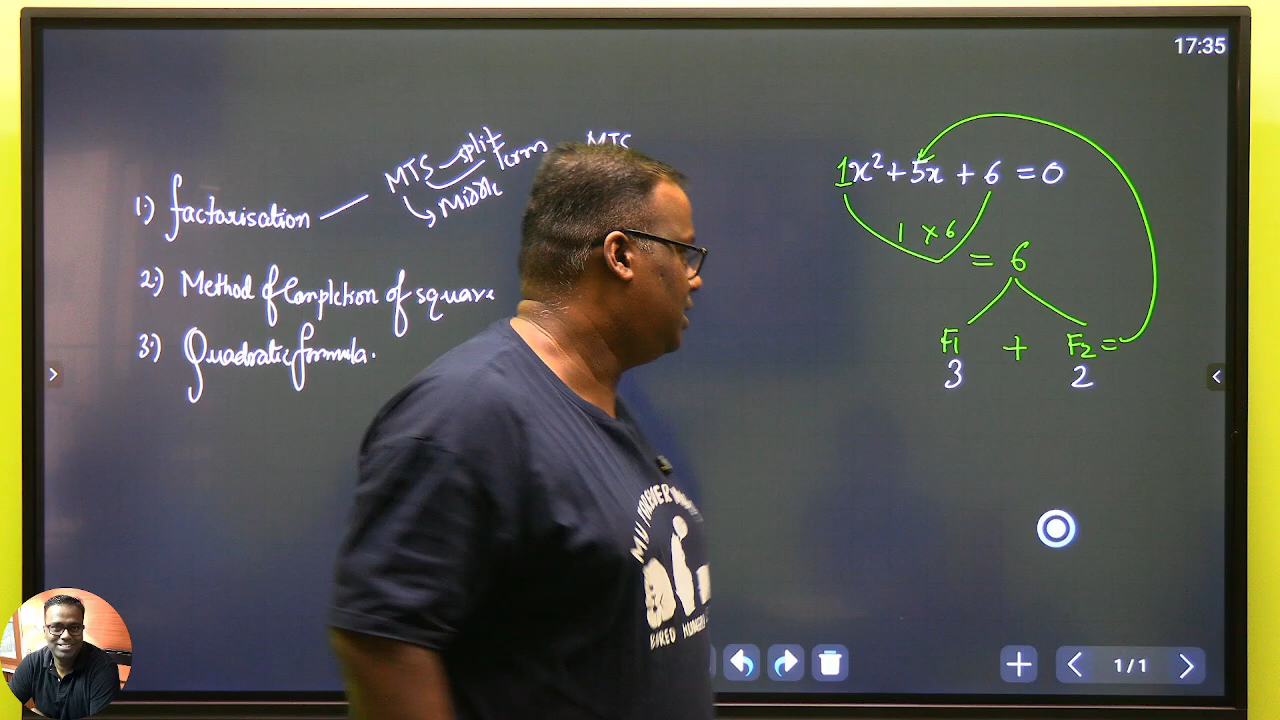 17:35
MTS split term
Middle
MTS
1.) factorisation
2.) Method of Completion of square
3.) Quadratic formula.
1x² + 5x + 6 = 0
1 × 6
= 6
F1 + F2 =
3 2
1/1